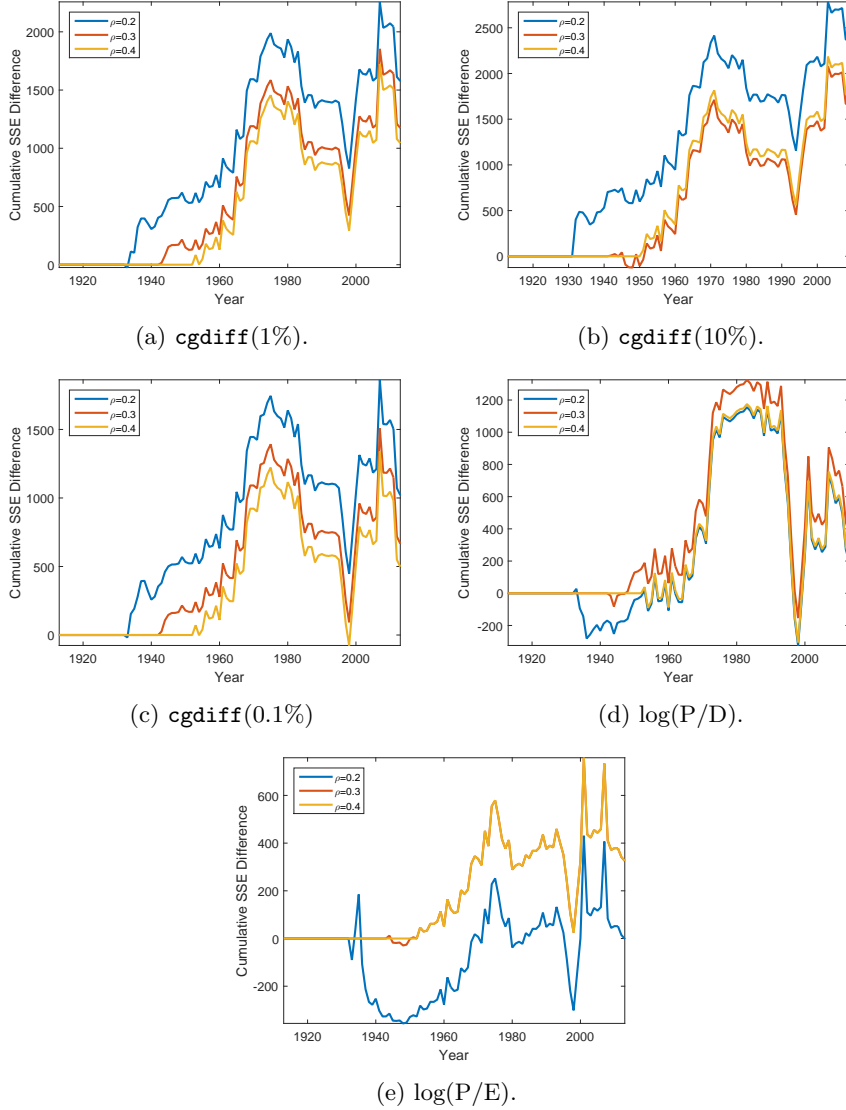 Cumulative SSE Difference
2000
1500
1000
500
0
ρ=0.2
ρ=0.3
ρ=0.4
1920 1940 1960 1980 2000
Year
(a) cgdiff(1%).
Cumulative SSE Difference
2500
2000
1500
1000
500
0
ρ=0.2
ρ=0.3
ρ=0.4
1920 1930 1940 1950 1960 1970 1980 1990 2000
Year
(b) cgdiff(10%).
Cumulative SSE Difference
1500
1000
500
0
ρ=0.2
ρ=0.3
ρ=0.4
1920 1940 1960 1980 2000
Year
(c) cgdiff(0.1%)
Cumulative SSE Difference
1200
1000
800
600
400
200
0
-200
ρ=0.2
ρ=0.3
ρ=0.4
1920 1940 1960 1980 2000
Year
(d) log(P/D).
Cumulative SSE Difference
600
400
200
0
-200
ρ=0.2
ρ=0.3
ρ=0.4
1920 1940 1960 1980 2000
Year
(e) log(P/E).